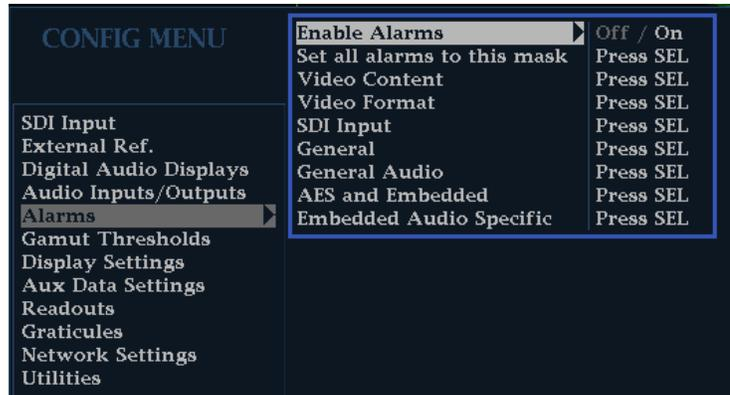 CONFIG MENU
SDI Input
External Ref.
Digital Audio Displays
Audio Inputs/Outputs
Alarms
Gamut Thresholds
Display Settings
Aux Data Settings
Readouts
Graticules
Network Settings
Utilities
Enable Alarms Off / On
Set all alarms to this mask Press SEL
Video Content Press SEL
Video Format Press SEL
SDI Input Press SEL
General Press SEL
General Audio Press SEL
AES and Embedded Press SEL
Embedded Audio Specific Press SEL